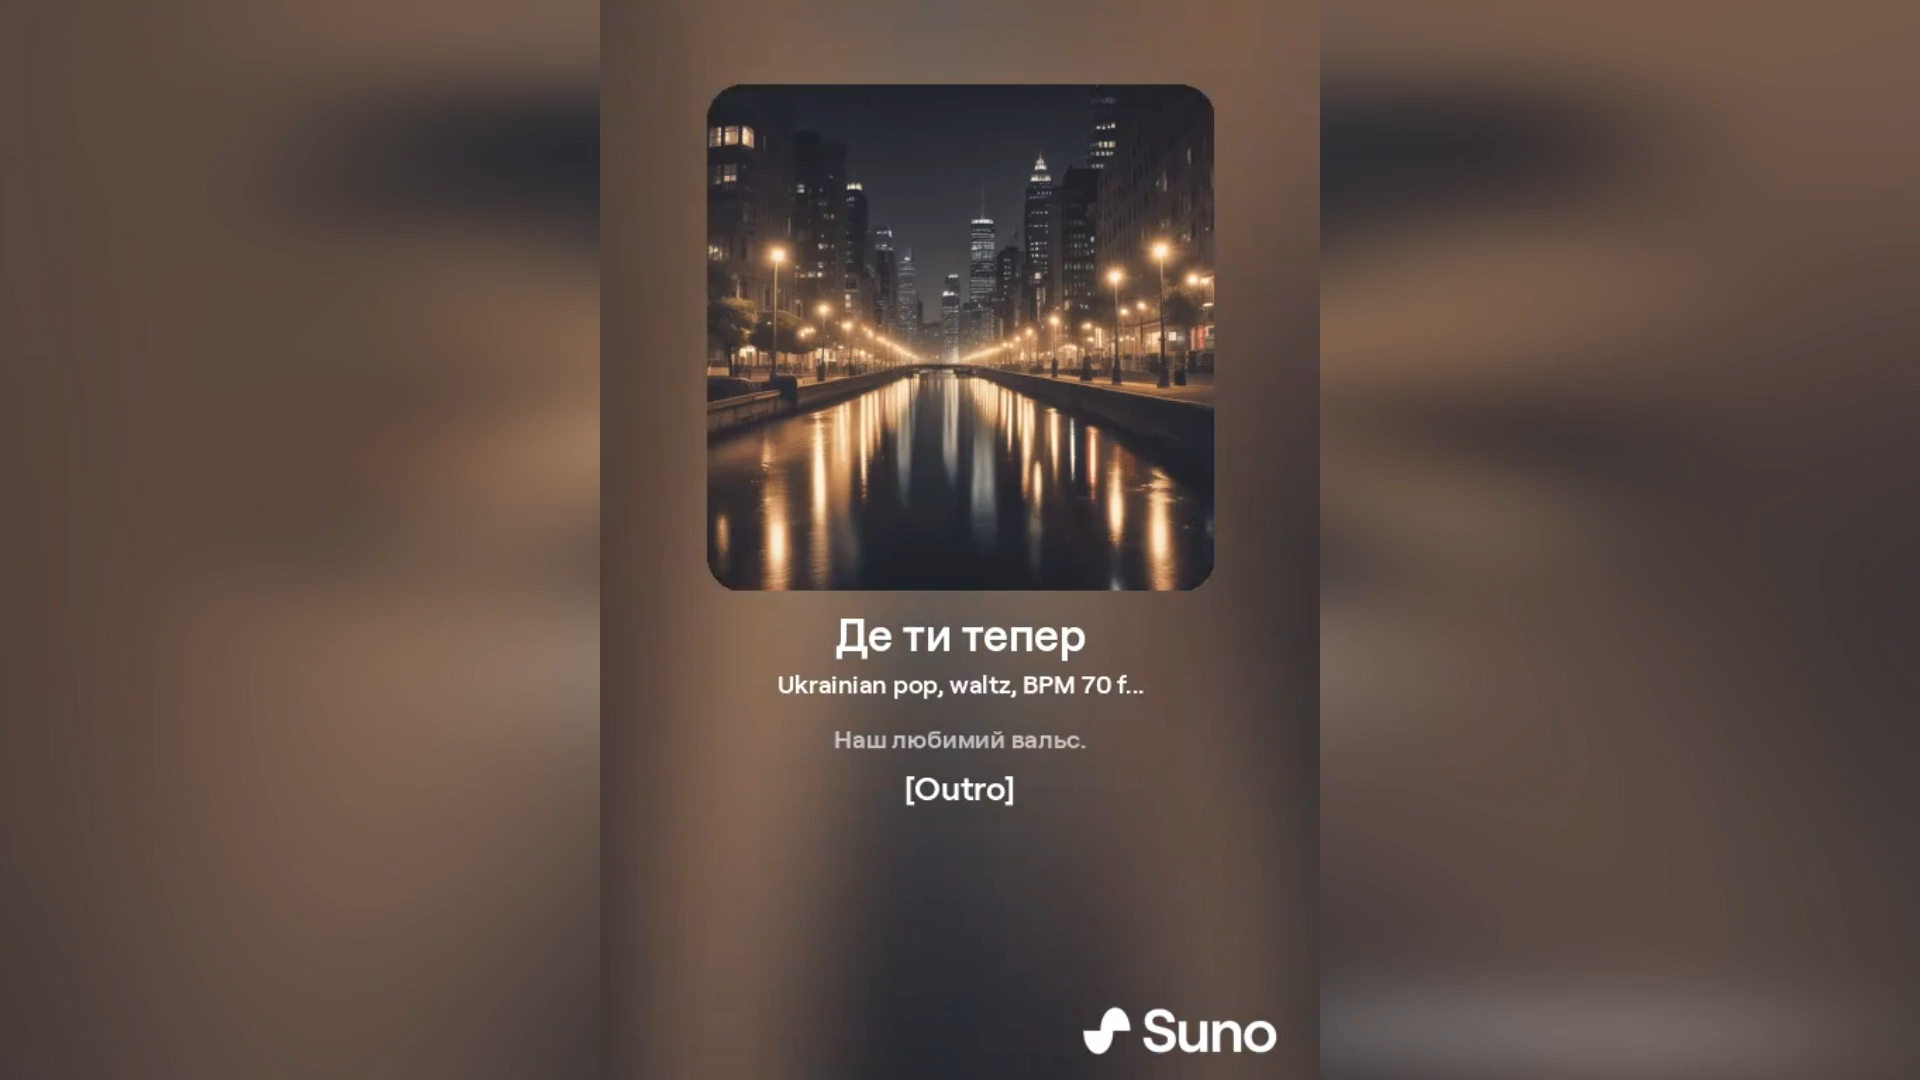 Де ти тепер
Ukrainian pop, waltz, BPM 70 f...
Наш любимий вальс.
[Outro]
Suno